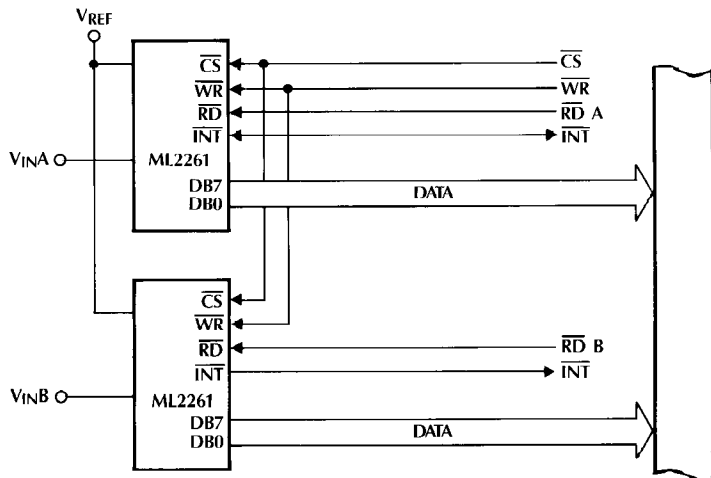 VREF
CS CS
WR WR
RD RD A
INT INT
VINA ML2261
DB7
DB0 DATA
CS
WR
RD RD B
INT INT
VINB ML2261
DB7
DB0 DATA